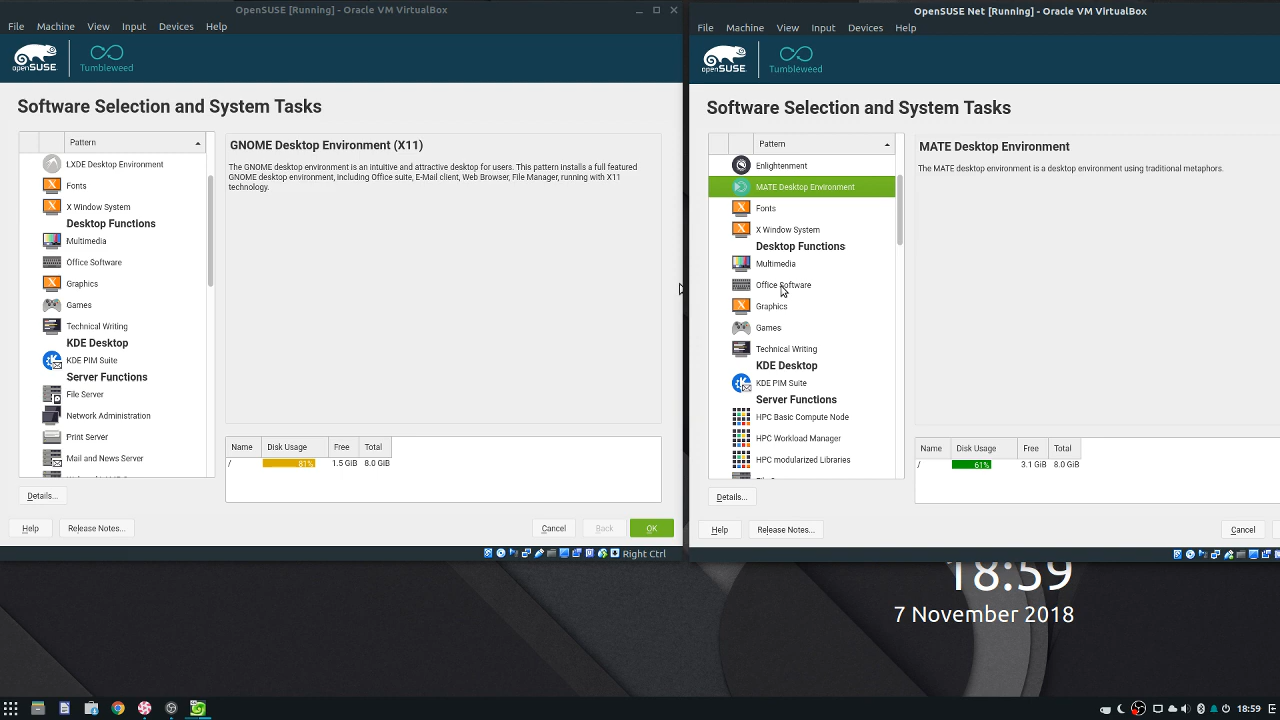 OpenSUSE [Running] - Oracle VM VirtualBox
File Machine View Input Devices Help
openSUSE
Tumbleweed
Software Selection and System Tasks
Pattern
LXDE Desktop Environment
Fonts
X Window System
Desktop Functions
Multimedia
Office Software
Graphics
Games
Technical Writing
KDE Desktop
KDE PIM Suite
Server Functions
File Server
Network Administration
Print Server
Mail and News Server
GNOME Desktop Environment (X11)
The GNOME desktop environment is an intuitive and attractive desktop for users. This pattern installs a full featured
GNOME desktop environment, including Office suite, E-Mail client, Web Browser, File Manager, running with X11
technology.
Name Disk Usage Free Total
/ 81% 1.5 GiB 8.0 GiB
Details...
Help Release Notes... Cancel Back OK
Right Ctrl
OpenSUSE Net [Running] - Oracle VM VirtualBox
File Machine View Input Devices Help
openSUSE
Tumbleweed
Software Selection and System Tasks
Pattern
Enlightenment
MATE Desktop Environment
Fonts
X Window System
Desktop Functions
Multimedia
Office Software
Graphics
Games
Technical Writing
KDE Desktop
KDE PIM Suite
Server Functions
HPC Basic Compute Node
HPC Workload Manager
HPC modularized Libraries
MATE Desktop Environment
The MATE desktop environment is a desktop environment using traditional metaphors.
Name Disk Usage Free Total
/ 61% 3.1 GiB 8.0 GiB
Details...
Help Release Notes... Cancel
18:59
7 November 2018
18:59